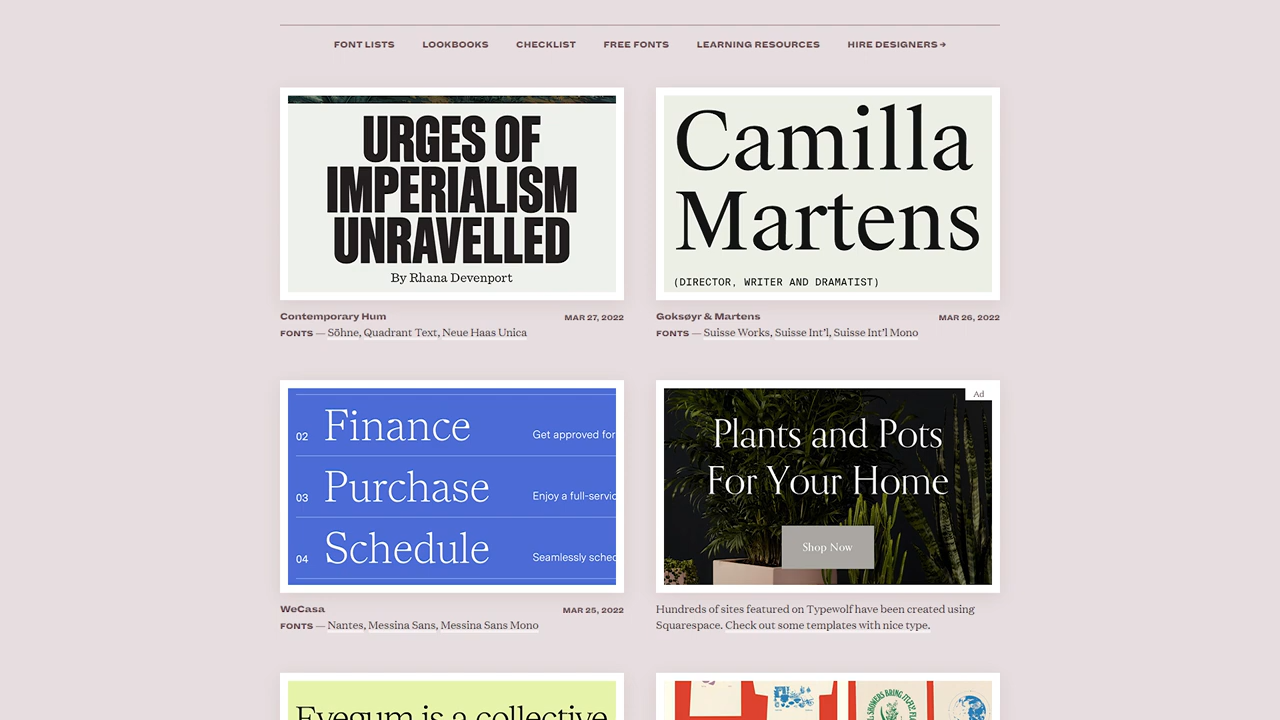 FONT LISTS LOOKBOOKS CHECKLIST FREE FONTS LEARNING RESOURCES HIRE DESIGNERS →
URGES OF
IMPERIALISM
UNRAVELLED
By Rhana Devenport
Contemporary Hum MAR 27, 2022
FONTS — Söhne, Quadrant Text, Neue Haas Unica
Camilla
Martens
(DIRECTOR, WRITER AND DRAMATIST)
Goksøyr & Martens MAR 26, 2022
FONTS — Suisse Works, Suisse Int'l, Suisse Int'l Mono
02 Finance Get approved for
03 Purchase Enjoy a full-servic
04 Schedule Seamlessly sched
WeCasa MAR 25, 2022
FONTS — Nantes, Messina Sans, Messina Sans Mono
Ad
Plants and Pots
For Your Home
Shop Now
Hundreds of sites featured on Typewolf have been created using
Squarespace. Check out some templates with nice type.
Eyegum is a collective